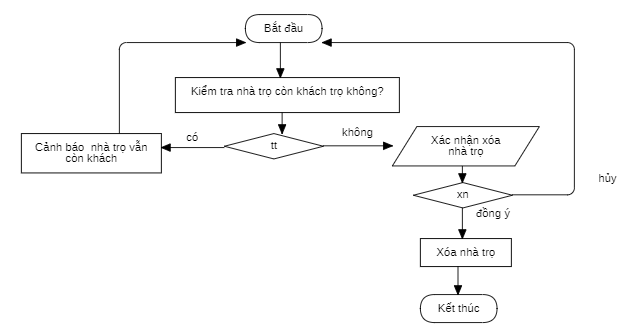 Bắt đầu
Kiểm tra nhà trọ còn khách trọ không?
có
tt
không
Cảnh báo nhà trọ vẫn
còn khách
Xác nhận xóa
nhà trọ
hủy
xn
đồng ý
Xóa nhà trọ
Kết thúc